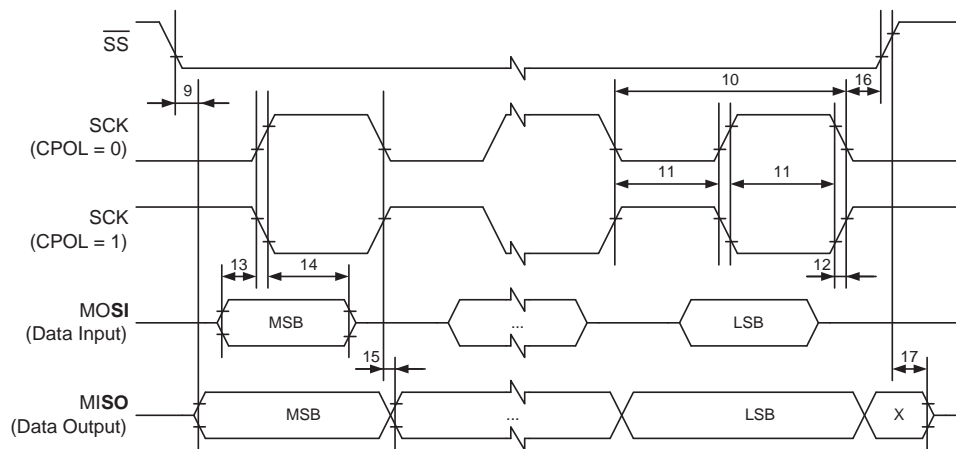 SS
9
10
16
SCK
(CPOL = 0)
11
11
SCK
(CPOL = 1)
13
14
12
MOSI
(Data Input)
MSB
...
LSB
15
17
MISO
(Data Output)
MSB
...
LSB
X